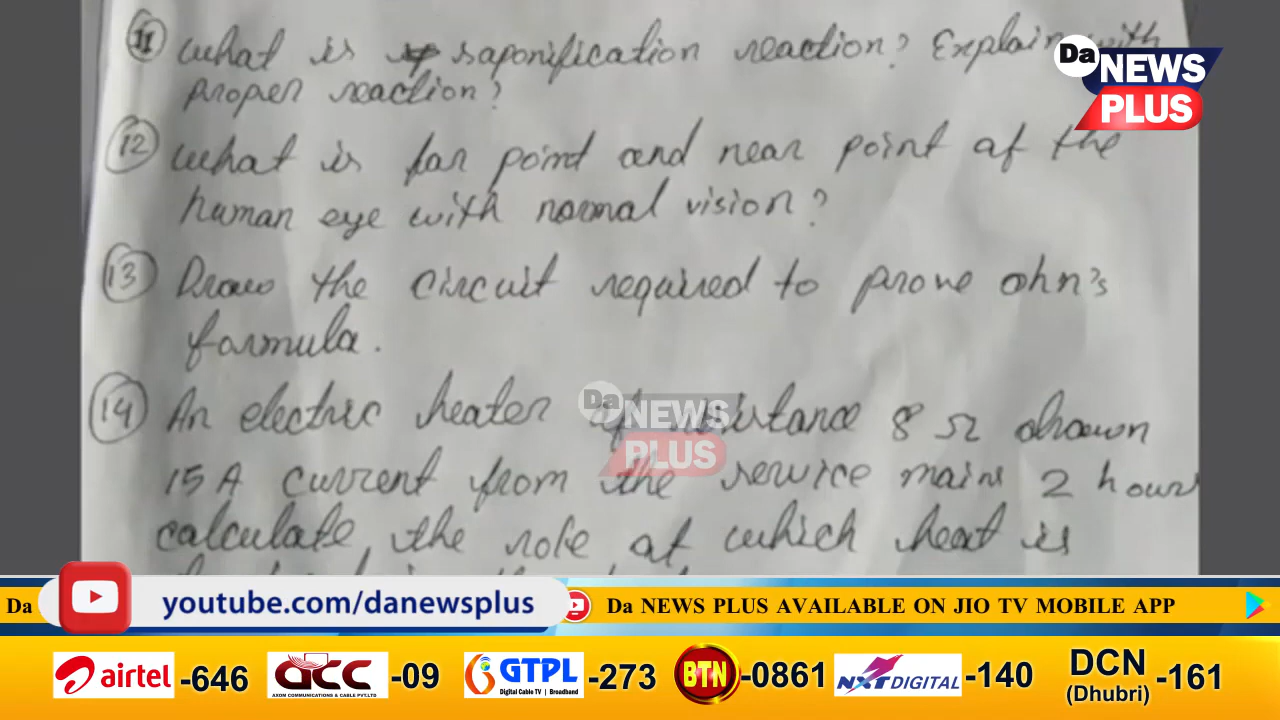 11 What is saponification reaction? Explain with
proper reaction?
Da NEWS PLUS
12 What is far point and near point of the
human eye with normal vision?
13 Draw the circuit required to prove ohn's
formula.
14 An electric heater of resistance 8 Ω drawn
Da NEWS PLUS
15 A current from the service mains 2 hours
calculate, the role at which heat is
Da
youtube.com/danewsplus
Da NEWS PLUS AVAILABLE ON JIO TV MOBILE APP
airtel -646
ACC AXON COMMUNICATIONS & CABLE PVT.LTD -09
GTPL Digital Cable TV | Broadband -273
BTN -0861
NXT DIGITAL -140
DCN (Dhubri) -161